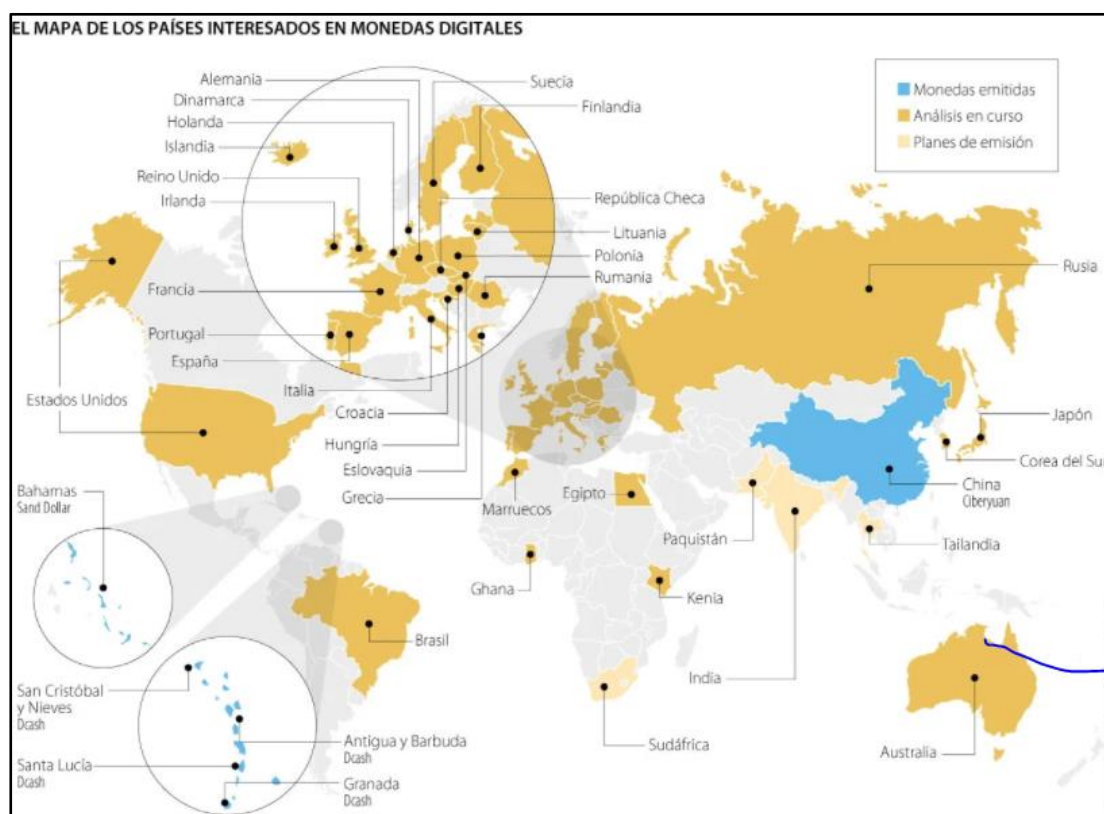 EL MAPA DE LOS PAÍSES INTERESADOS EN MONEDAS DIGITALES
Monedas emitidas
Análisis en curso
Planes de emisión
Alemania
Dinamarca
Holanda
Islandia
Reino Unido
Irlanda
Suecia
Finlandia
República Checa
Lituania
Polonia
Rumania
Francia
Portugal
España
Italia
Croacia
Hungría
Eslovaquia
Grecia
Estados Unidos
Rusia
Japón
Corea del Sur
China
Ciberyuan
Bahamas
Sand Dollar
Marruecos
Egipto
Paquistán
Tailandia
Ghana
Kenia
Brasil
India
San Cristóbal
y Nieves
Dcash
Antigua y Barbuda
Dcash
Santa Lucía
Dcash
Granada
Dcash
Sudáfrica
Australia